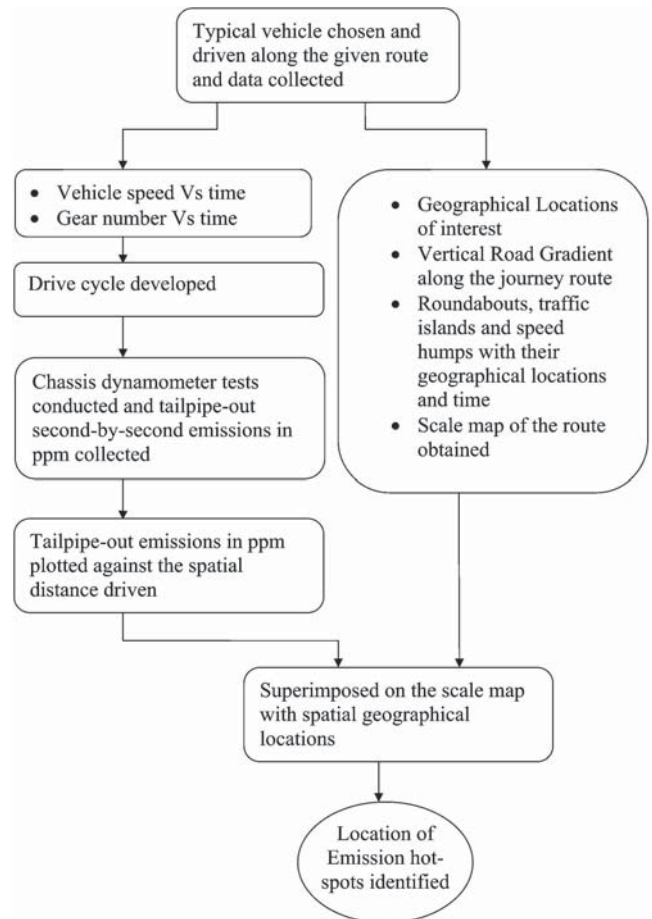 Typical vehicle chosen and
driven along the given route
and data collected
• Vehicle speed Vs time
• Gear number Vs time
Drive cycle developed
Chassis dynamometer tests
conducted and tailpipe-out
second-by-second emissions in
ppm collected
Tailpipe-out emissions in ppm
plotted against the spatial
distance driven
• Geographical Locations
of interest
• Vertical Road Gradient
along the journey route
• Roundabouts, traffic
islands and speed
humps with their
geographical locations
and time
• Scale map of the route
obtained
Superimposed on the scale map
with spatial geographical
locations
Location of
Emission hot-
spots identified